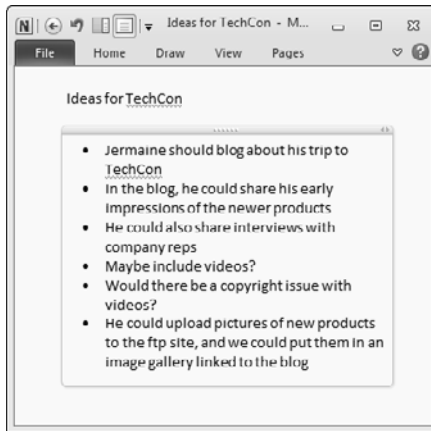 Ideas for TechCon - M...
File Home Draw View Pages
Ideas for TechCon
• Jermaine should blog about his trip to
TechCon
• In the blog, he could share his early
impressions of the newer products
• He could also share interviews with
company reps
• Maybe include videos?
• Would there be a copyright issue with
videos?
• He could upload pictures of new products
to the ftp site, and we could put them in an
image gallery linked to the blog